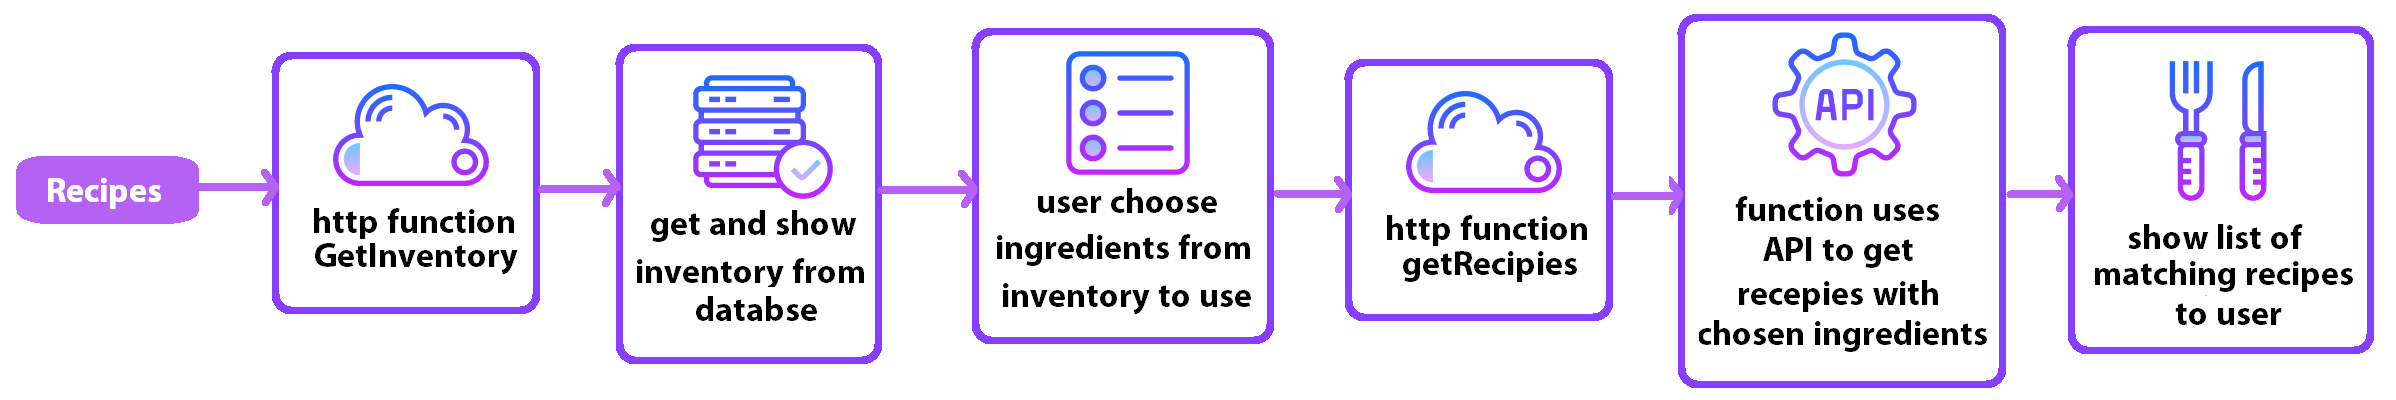 Recipes
http function
GetInventory
get and show
inventory from
databse
user choose
ingredients from
inventory to use
http function
getRecipies
API
function uses
API to get
recepies with
chosen ingredients
show list of
matching recipes
to user